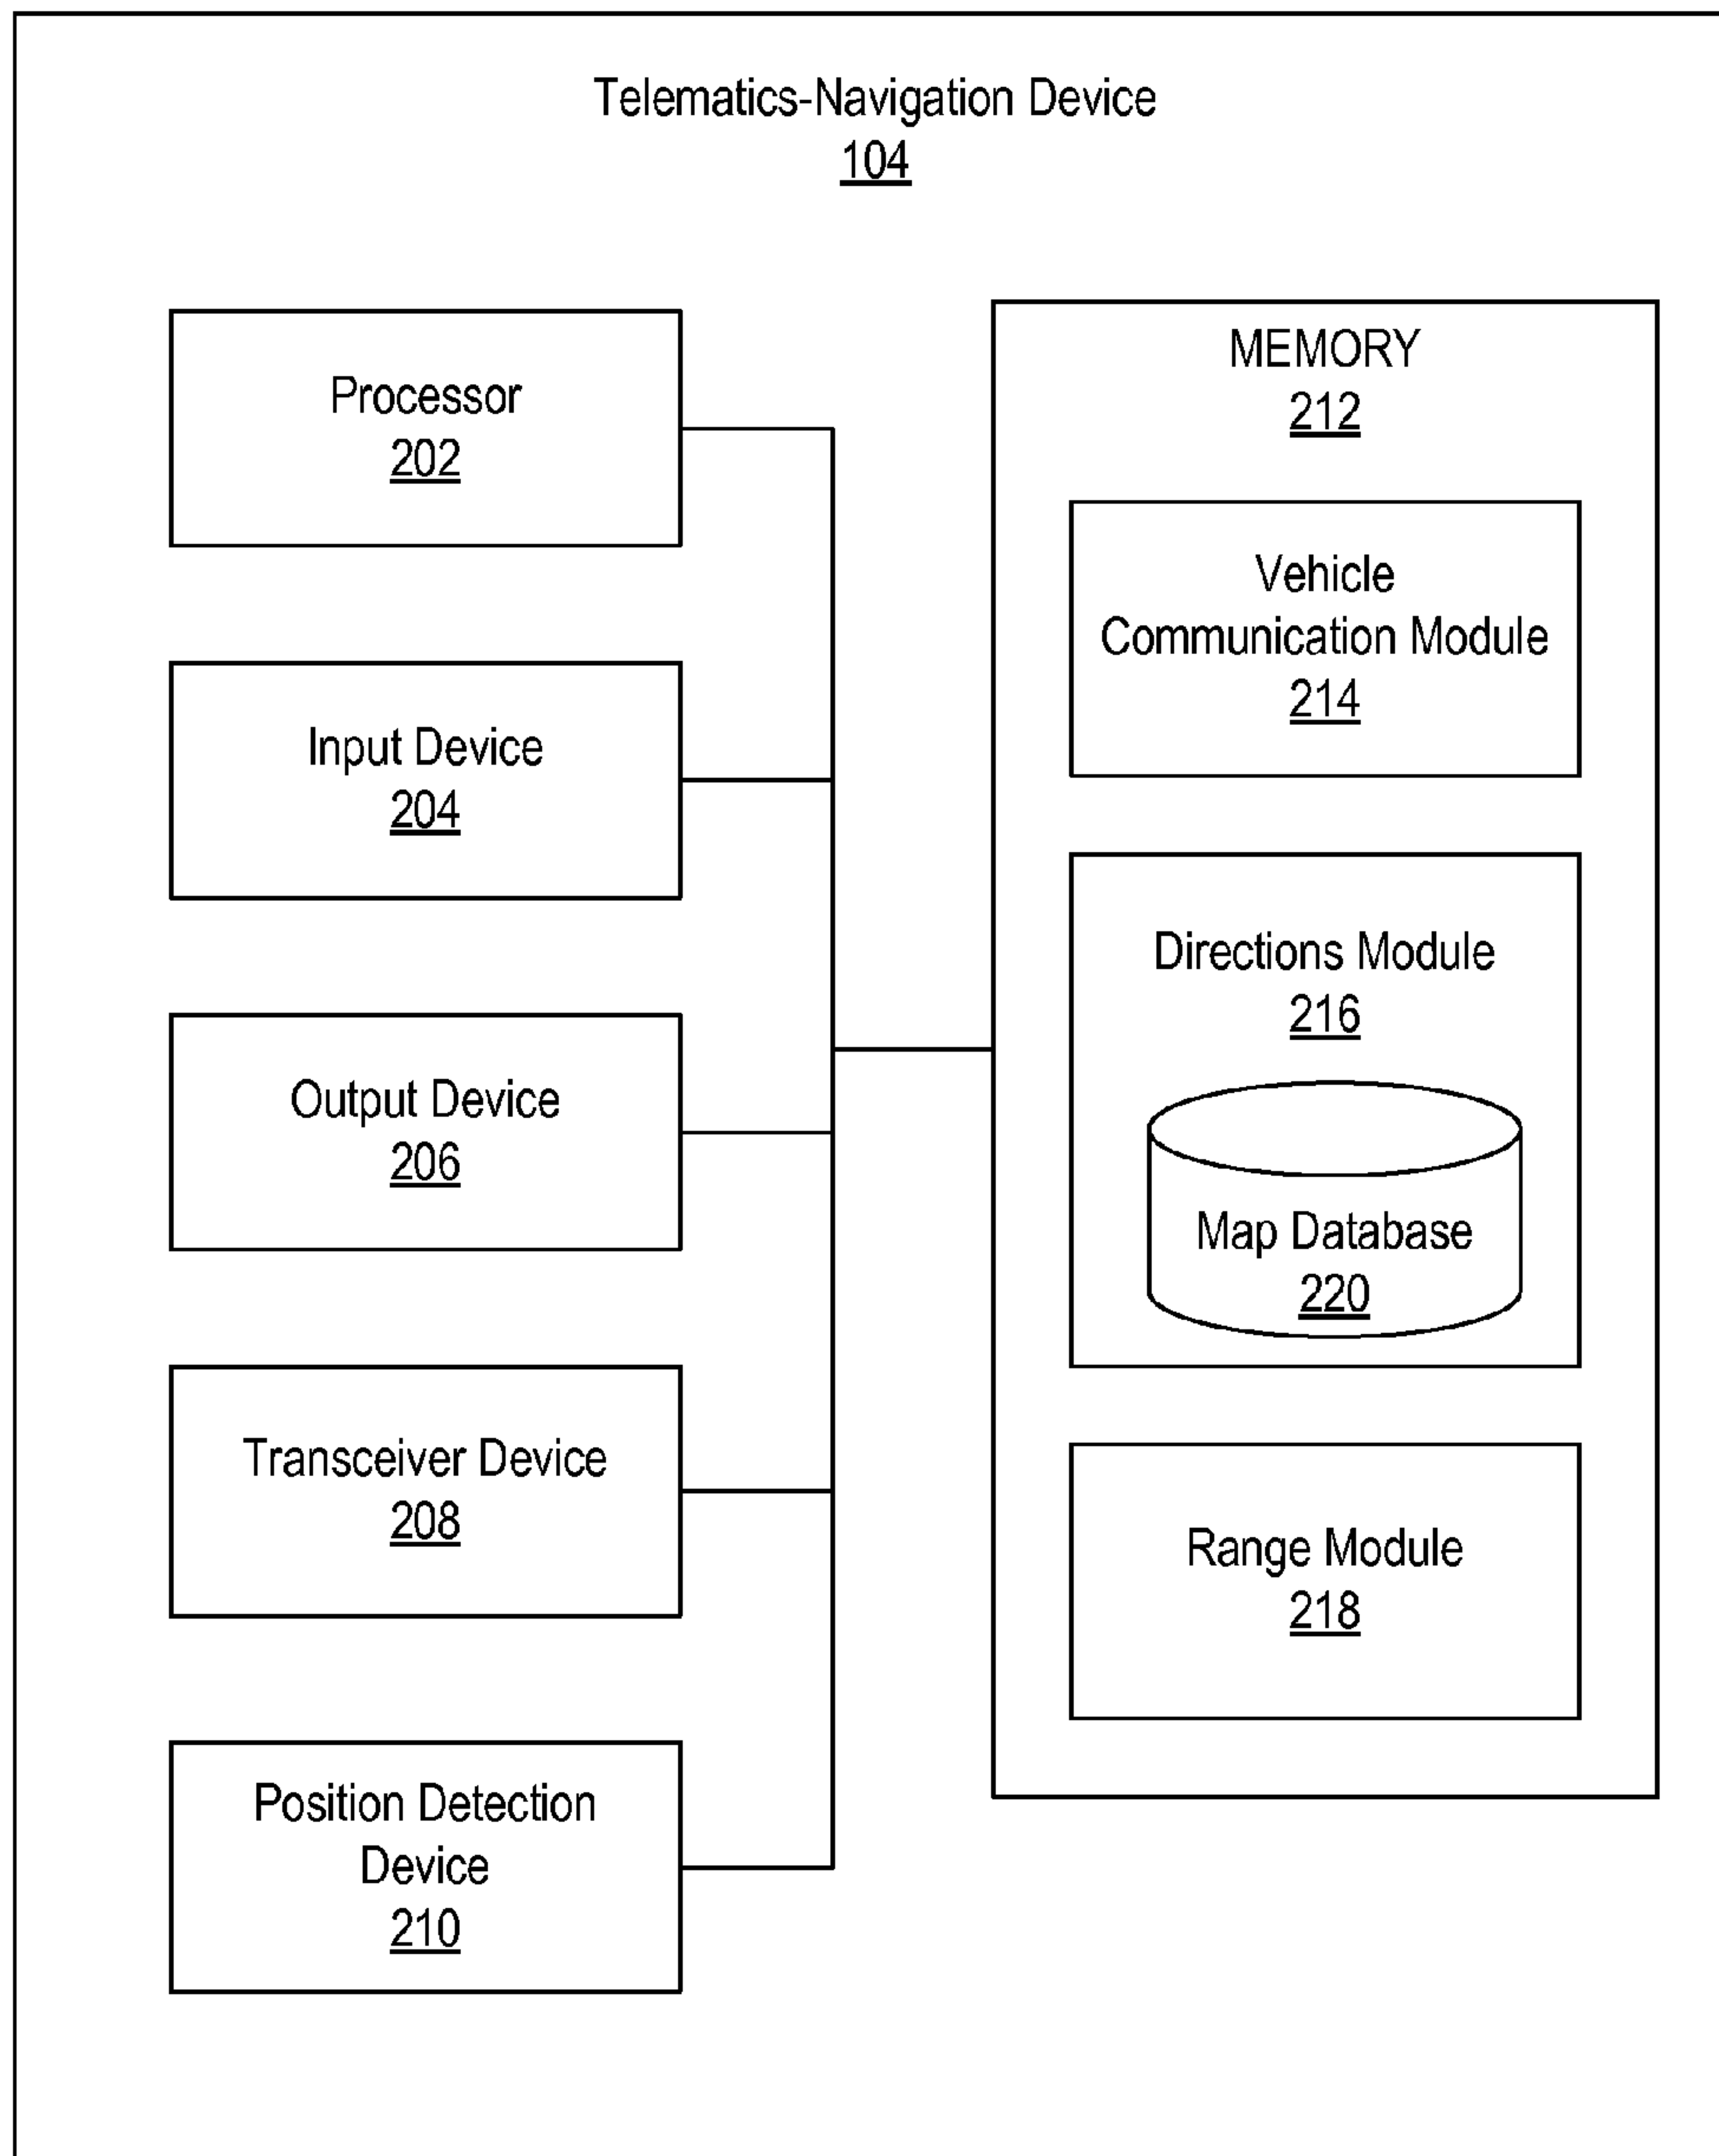 Telematics-Navigation Device
104
Processor
202
Input Device
204
Output Device
206
Transceiver Device
208
Position Detection
Device
210
MEMORY
212
Vehicle
Communication Module
214
Directions Module
216
Map Database
220
Range Module
218